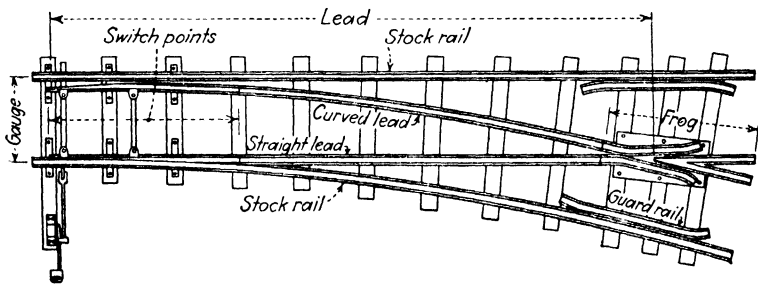 Lead
Switch points
Stock rail
Gauge
Curved lead
Frog
Straight lead
Stock rail
Guard rail